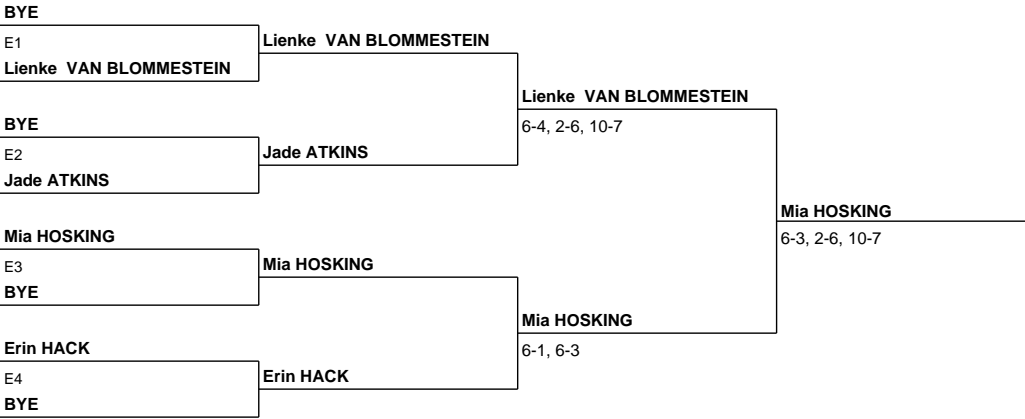 BYE
E1
Lienke VAN BLOMMESTEIN
BYE
E2
Jade ATKINS
Mia HOSKING
E3
BYE
Erin HACK
E4
BYE
Lienke VAN BLOMMESTEIN
Jade ATKINS
Mia HOSKING
Erin HACK
Lienke VAN BLOMMESTEIN
6-4, 2-6, 10-7
Mia HOSKING
6-1, 6-3
Mia HOSKING
6-3, 2-6, 10-7